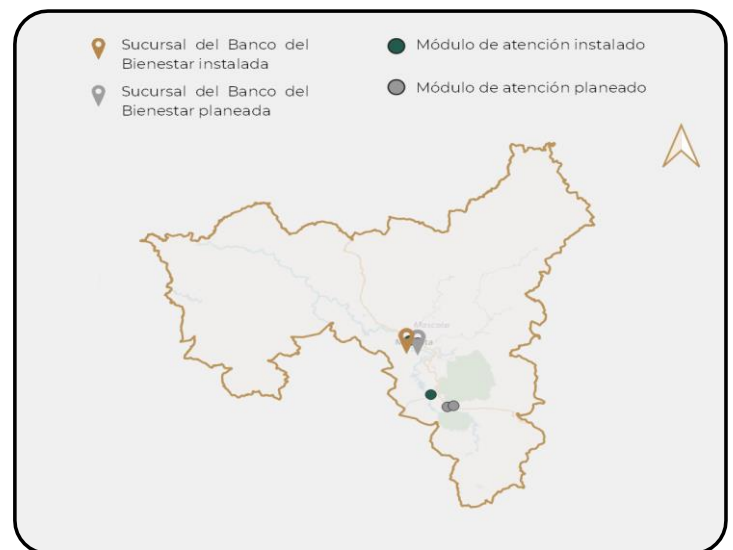 Sucursal del Banco del
Bienestar instalada
Sucursal del Banco del
Bienestar planeada
Módulo de atención instalado
Módulo de atención planeado
Mascota